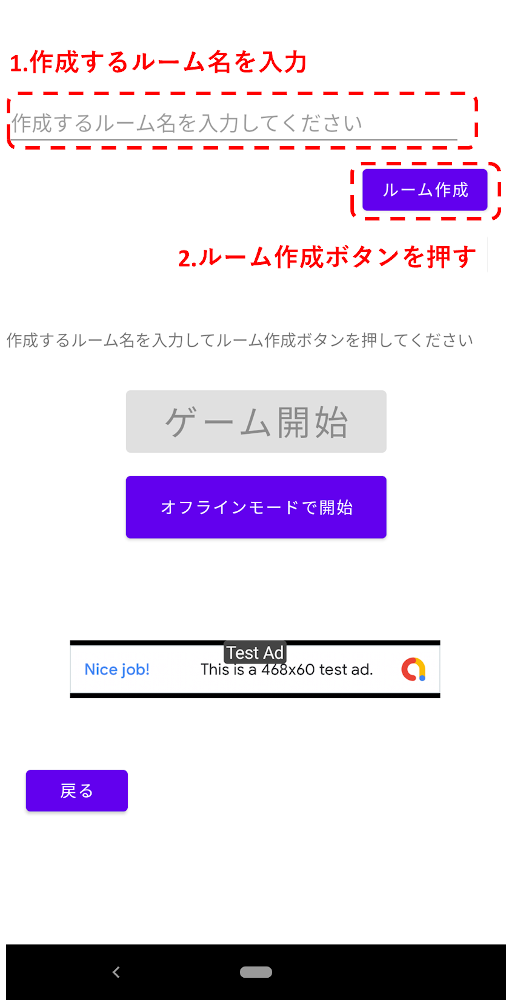 1.作成するルーム名を入力
作成するルーム名を入力してください
ルーム作成
2.ルーム作成ボタンを押す
作成するルーム名を入力してルーム作成ボタンを押してください
ゲーム開始
オフラインモードで開始
Test Ad
Nice job! This is a 468x60 test ad.
戻る